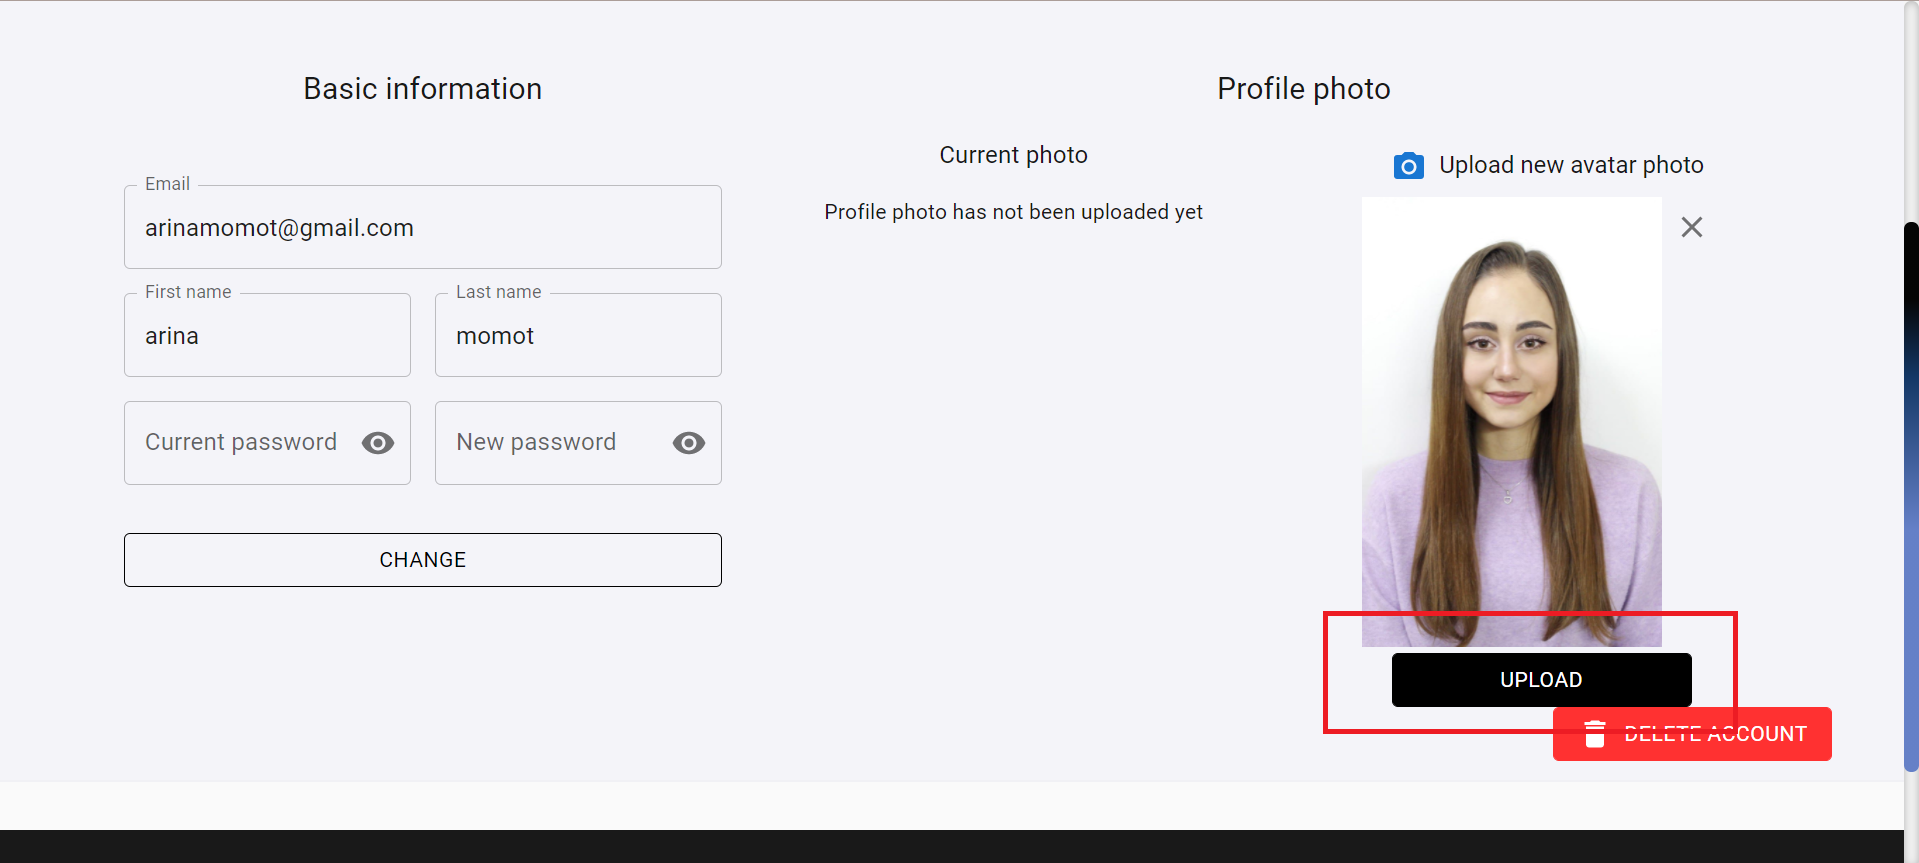 Basic information
Email
arinamomot@gmail.com
First name
arina
Last name
momot
Current password
New password
CHANGE
Profile photo
Current photo
Profile photo has not been uploaded yet
Upload new avatar photo
UPLOAD
DELETE ACCOUNT